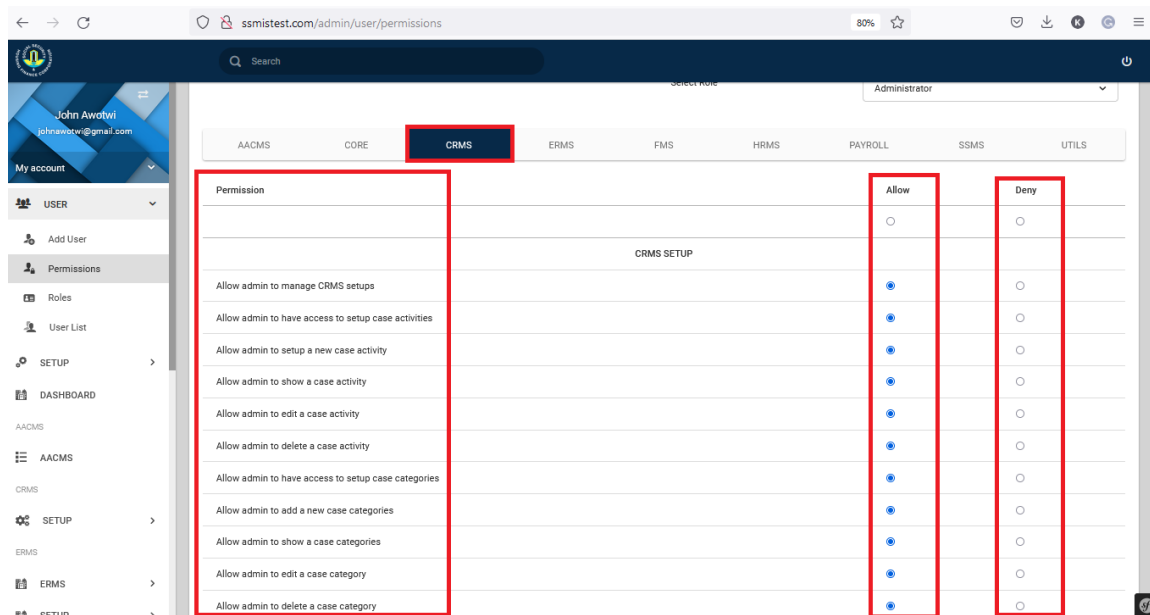 ssmistest.com/admin/user/permissions
80%
K
G
Search
Select Role
Administrator
John Awotwi
johnawotwi@gmail.com
My account
AACMS CORE CRMS ERMS FMS HRMS PAYROLL SSMS UTILS
Permission Allow Deny
USER
Add User
Permissions
Roles
User List
SETUP
DASHBOARD
AACMS
AACMS
CRMS
SETUP
ERMS
ERMS
SETUP
CRMS SETUP
Allow admin to manage CRMS setups
Allow admin to have access to setup case activities
Allow admin to setup a new case activity
Allow admin to show a case activity
Allow admin to edit a case activity
Allow admin to delete a case activity
Allow admin to have access to setup case categories
Allow admin to add a new case categories
Allow admin to show a case categories
Allow admin to edit a case category
Allow admin to delete a case category